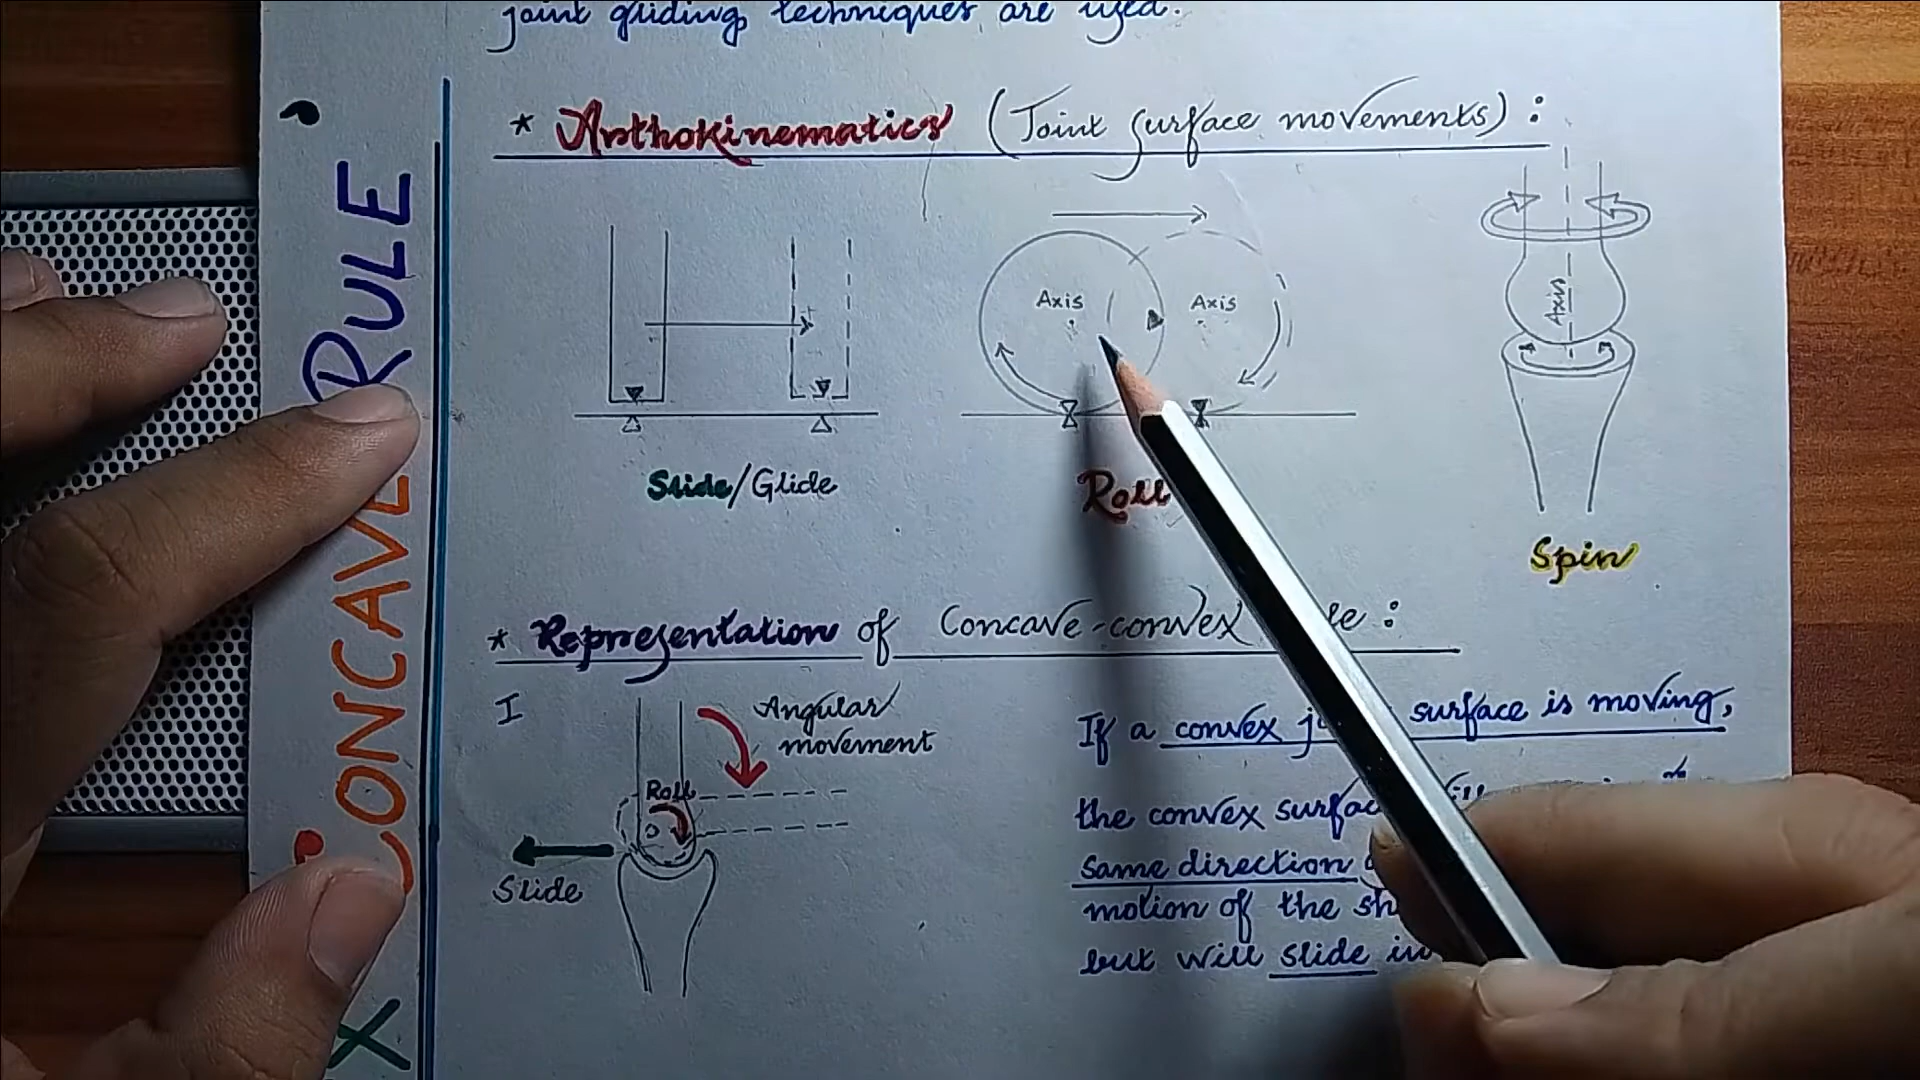 joint gliding techniques are used.
* Arthokinematics (Joint surface movements) :
Axis
Axis
Axis
Slide/Glide
Roll
Spin
* Representation of Concave-convex :
I
Angular movement
Roll
Slide
If a convex surface is moving,
the convex
same direction
motion of the
but will slide in
CONCAVE RULE